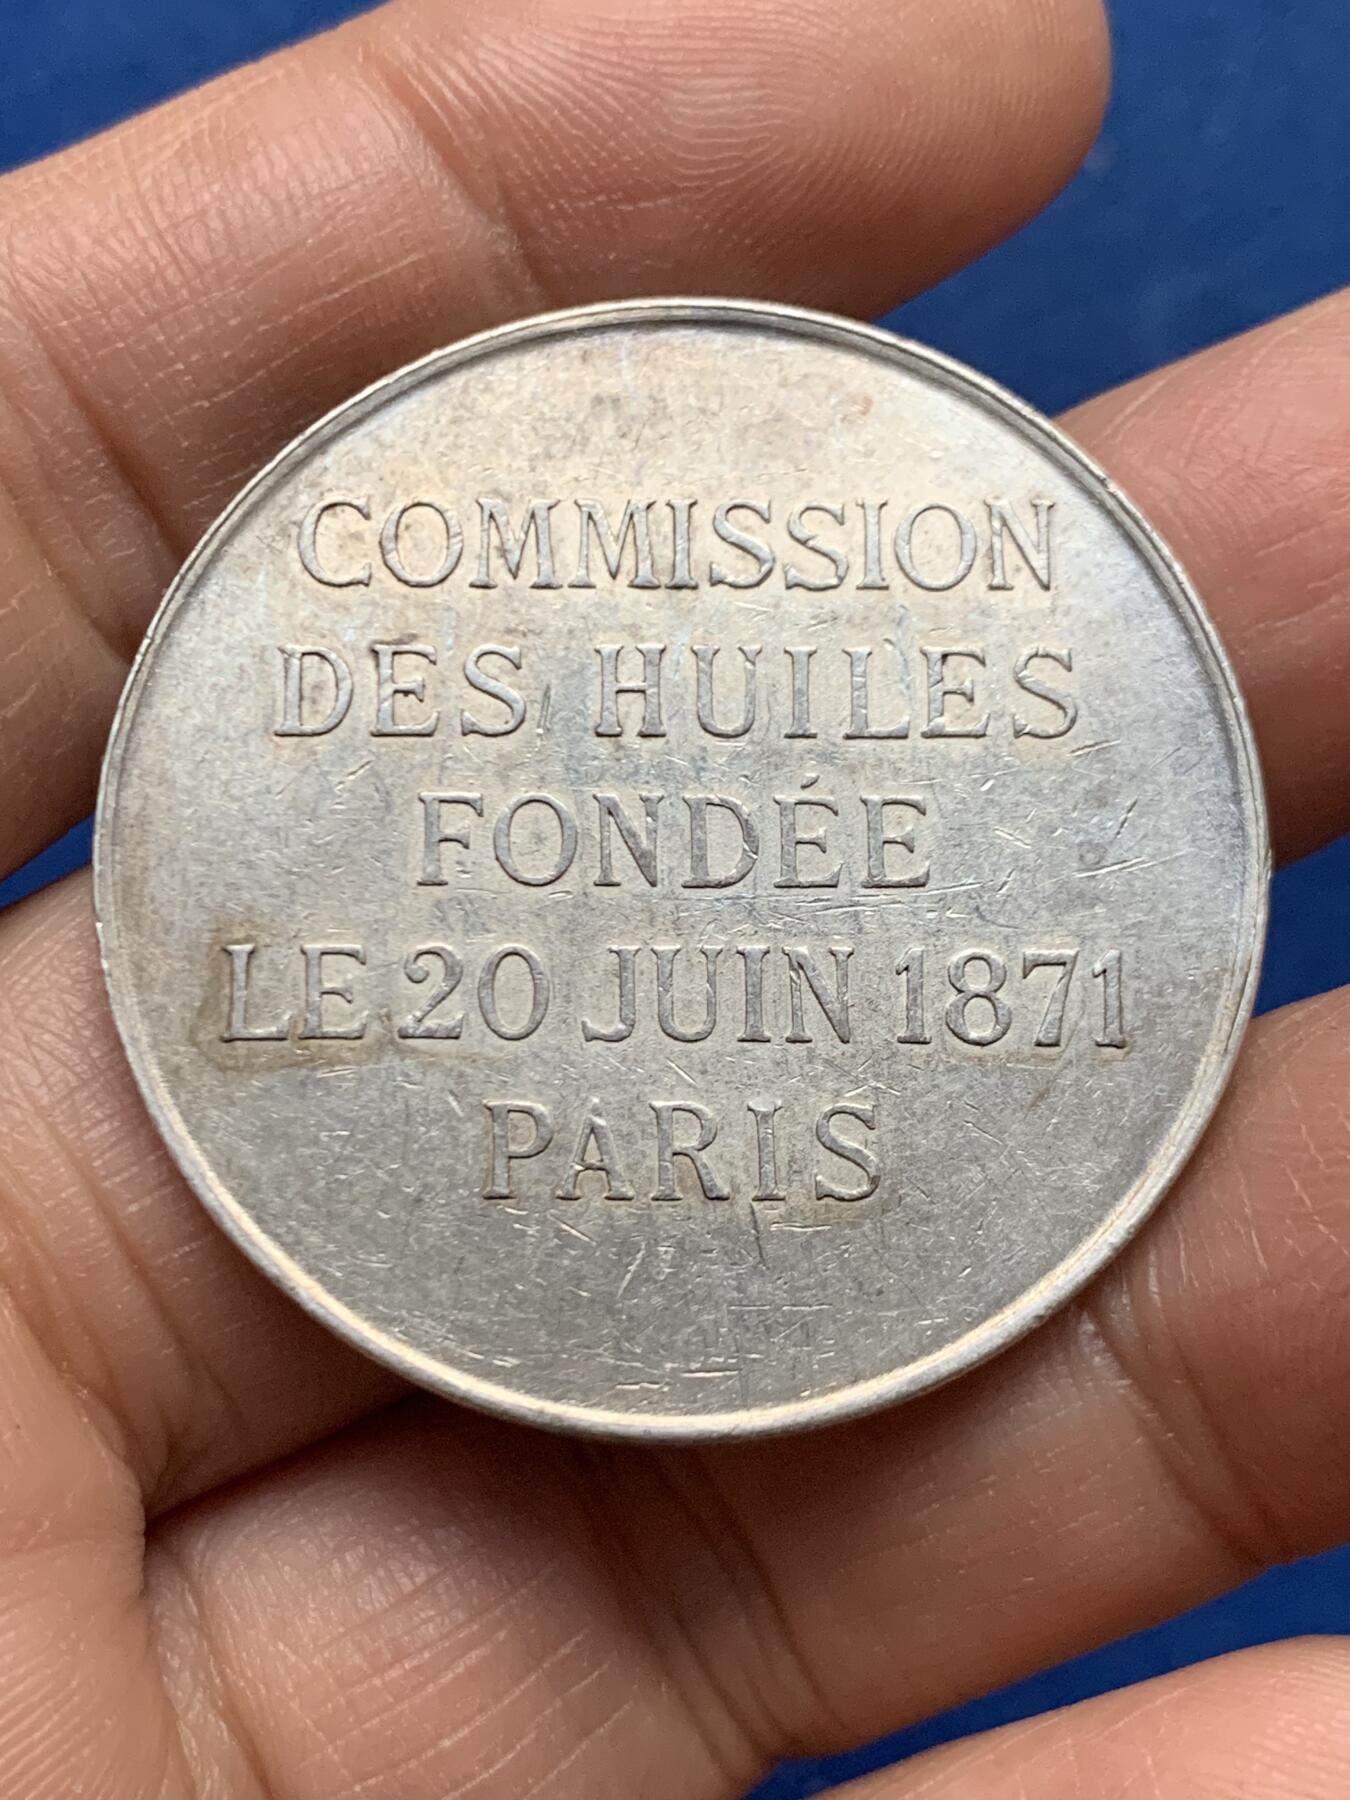 COMMISSION
DES HUILES
FONDÉE
LE 20 JUIN 1871
PARIS